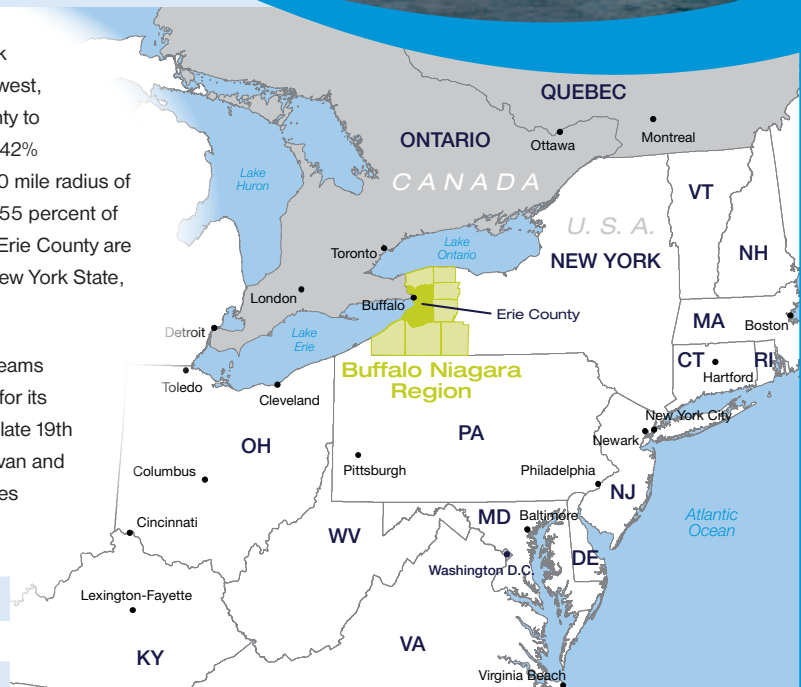 k
west,
nty to
42%
0 mile radius of
55 percent of
Erie County are
ew York State,
eams
for its
late 19th
van and
es
QUEBEC
Montreal
Ottawa
ONTARIO
CANADA
Lake
Huron
VT
U. S. A.
NH
Toronto
Lake
Ontario
NEW YORK
London
Buffalo
Erie County
MA
Boston
Detroit
Lake
Erie
CT
RI
Hartford
Buffalo Niagara
Region
Toledo
Cleveland
New York City
Newark
PA
OH
Pittsburgh
Columbus
Philadelphia
NJ
MD
Baltimore
Atlantic
Ocean
Cincinnati
WV
DE
Washington D.C.
Lexington-Fayette
VA
KY
Virginia Beach